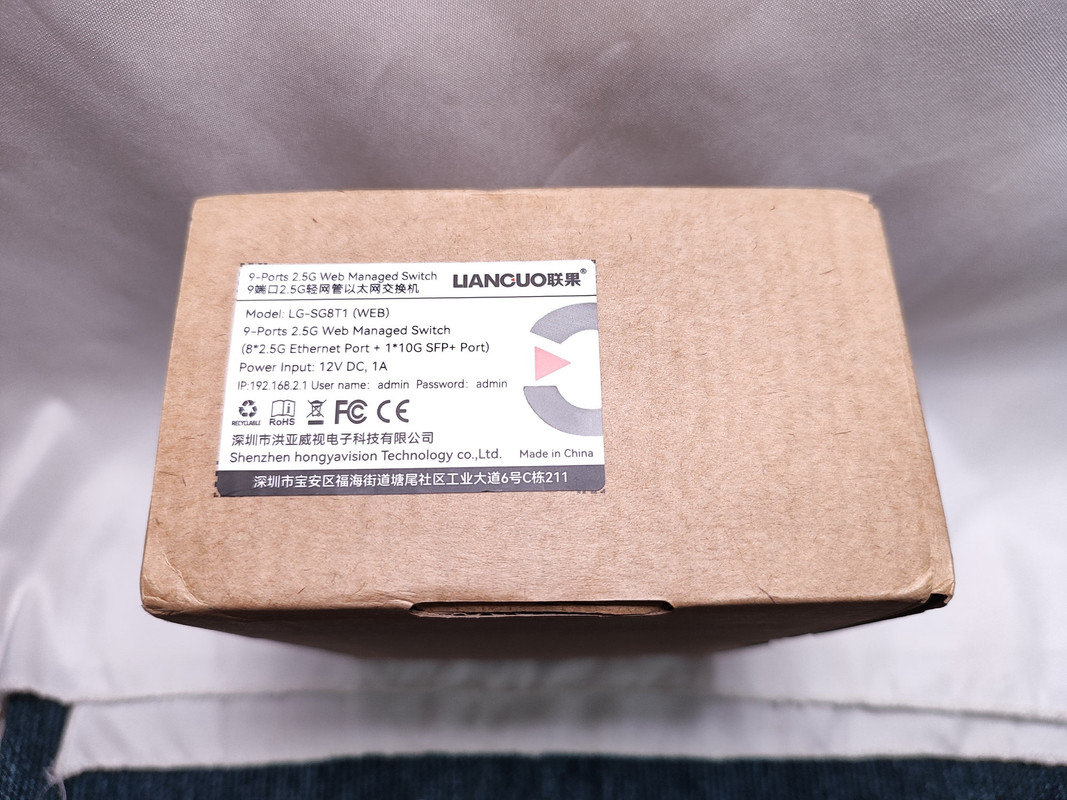 9-Ports 2.5G Web Managed Switch
9端口2.5G轻网管以太网交换机
LIANGUO联果®
Model: LG-SG8T1 (WEB)
9-Ports 2.5G Web Managed Switch
(8*2.5G Ethernet Port + 1*10G SFP+ Port)
Power Input: 12V DC, 1A
IP:192.168.2.1 User name: admin Password: admin
RECYCLABLE RoHS FC CE
深圳市洪亚威视电子科技有限公司
Shenzhen hongyavision Technology co.,Ltd. Made in China
深圳市宝安区福海街道塘尾社区工业大道6号C栋211